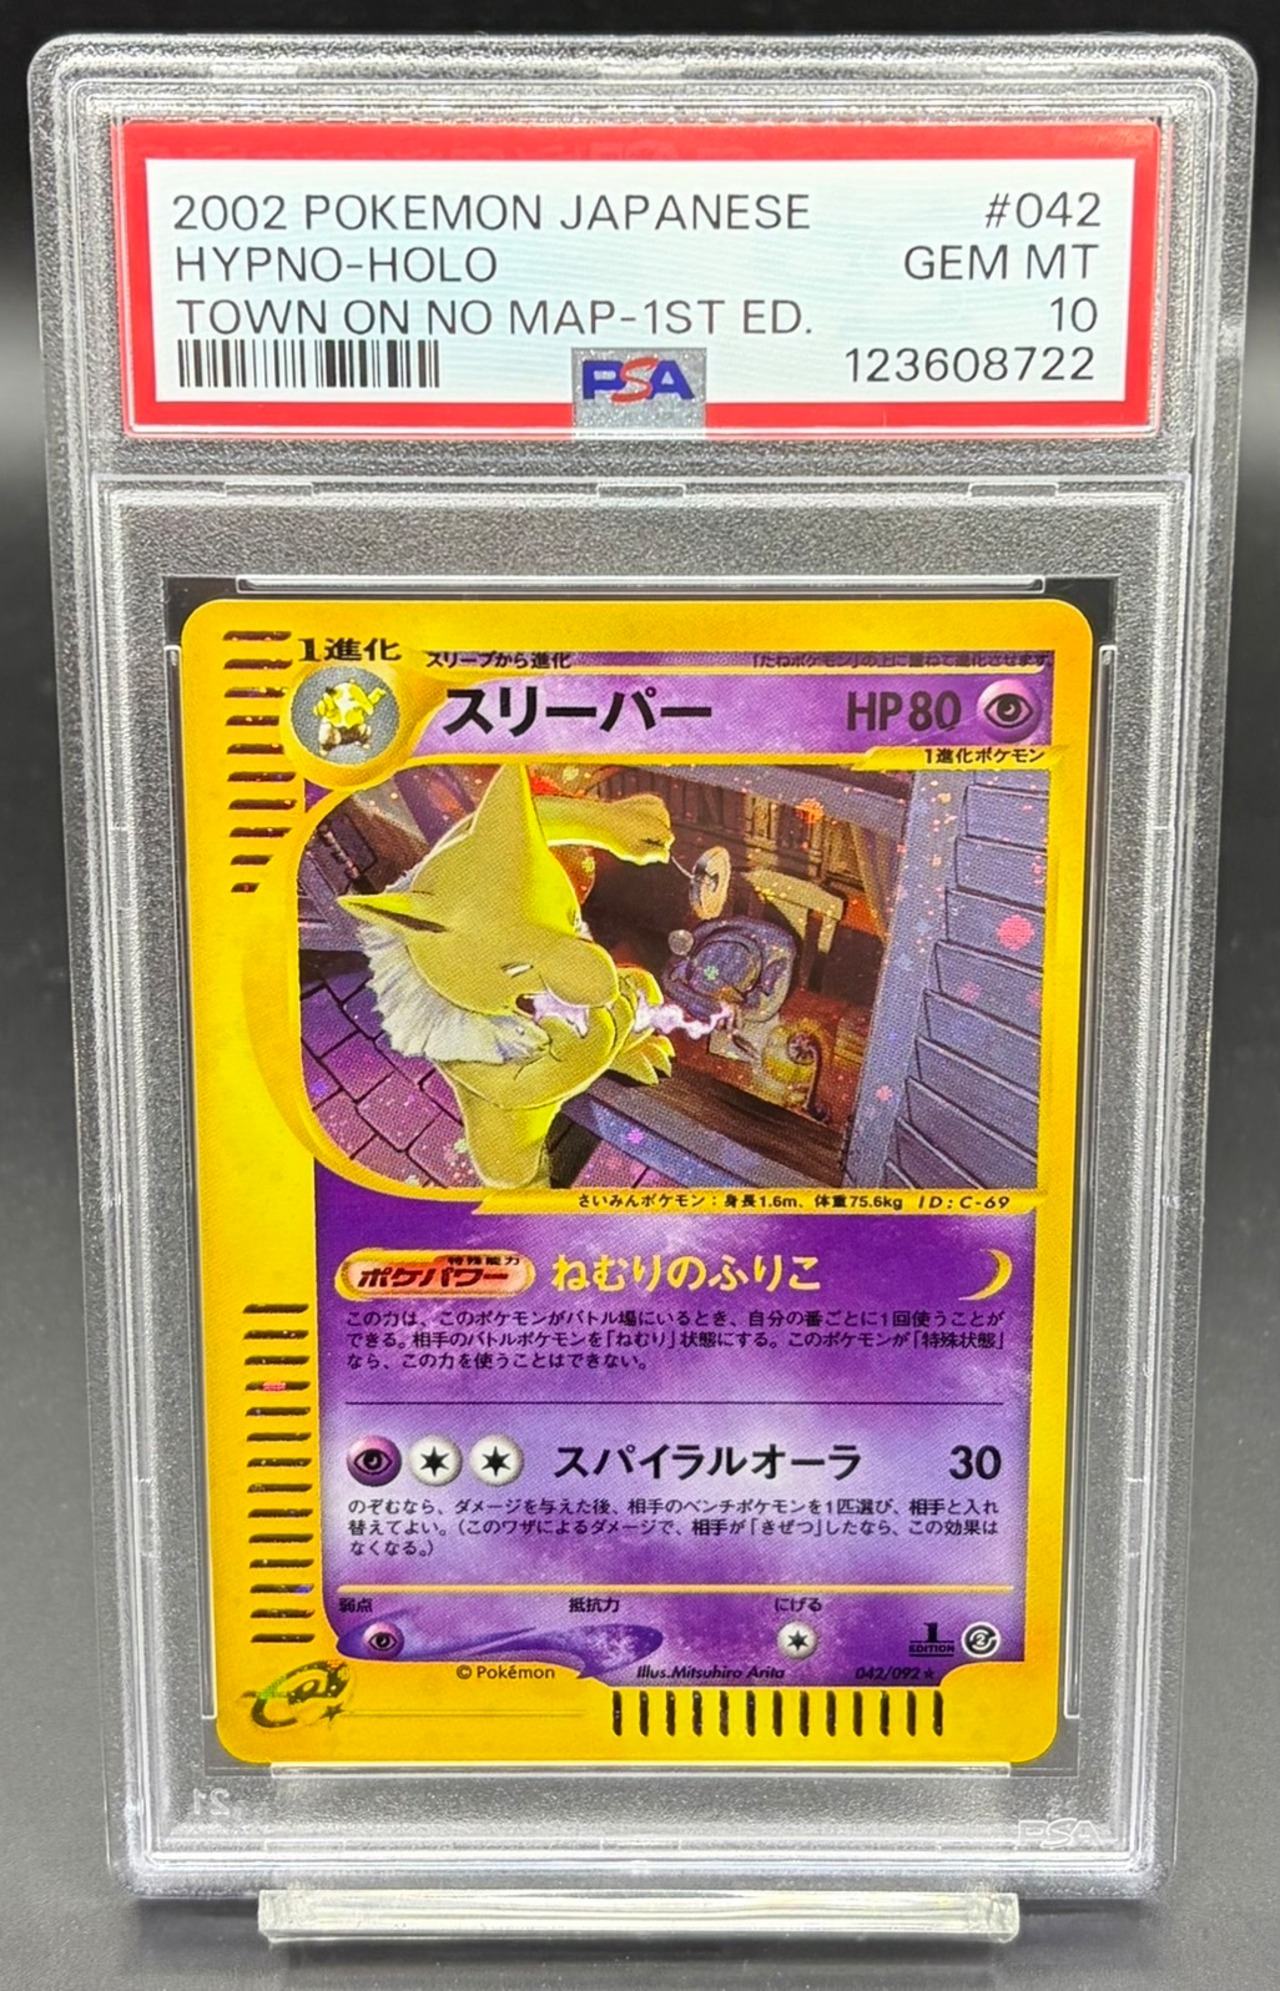 2002 POKEMON JAPANESE #042
HYPNO-HOLO GEM MT
TOWN ON NO MAP-1ST ED. 10
PSA 123608722
1進化 スリープから進化 「たねポケモン」の上に重ねて進化させます。
スリーパー HP80
1進化ポケモン
さいみんポケモン：身長1.6m、体重75.6kg ID:C-69
特殊能力
ポケパワー ねむりのふりこ
この力は、このポケモンがバトル場にいるとき、自分の番ごとに1回使うことが
できる。相手のバトルポケモンを「ねむり」状態にする。このポケモンが「特殊状態」
なら、この力を使うことはできない。
スパイラルオーラ 30
のぞむなら、ダメージを与えた後、相手のベンチポケモンを1匹選び、相手と入れ
替えてよい。（このワザによるダメージで、相手が「きぜつ」したなら、この効果は
なくなる。）
弱点 抵抗力 にげる
1 EDITION 2
© Pokémon Illus.Mitsuhiro Arita 042/092 ★
e
21 PSA